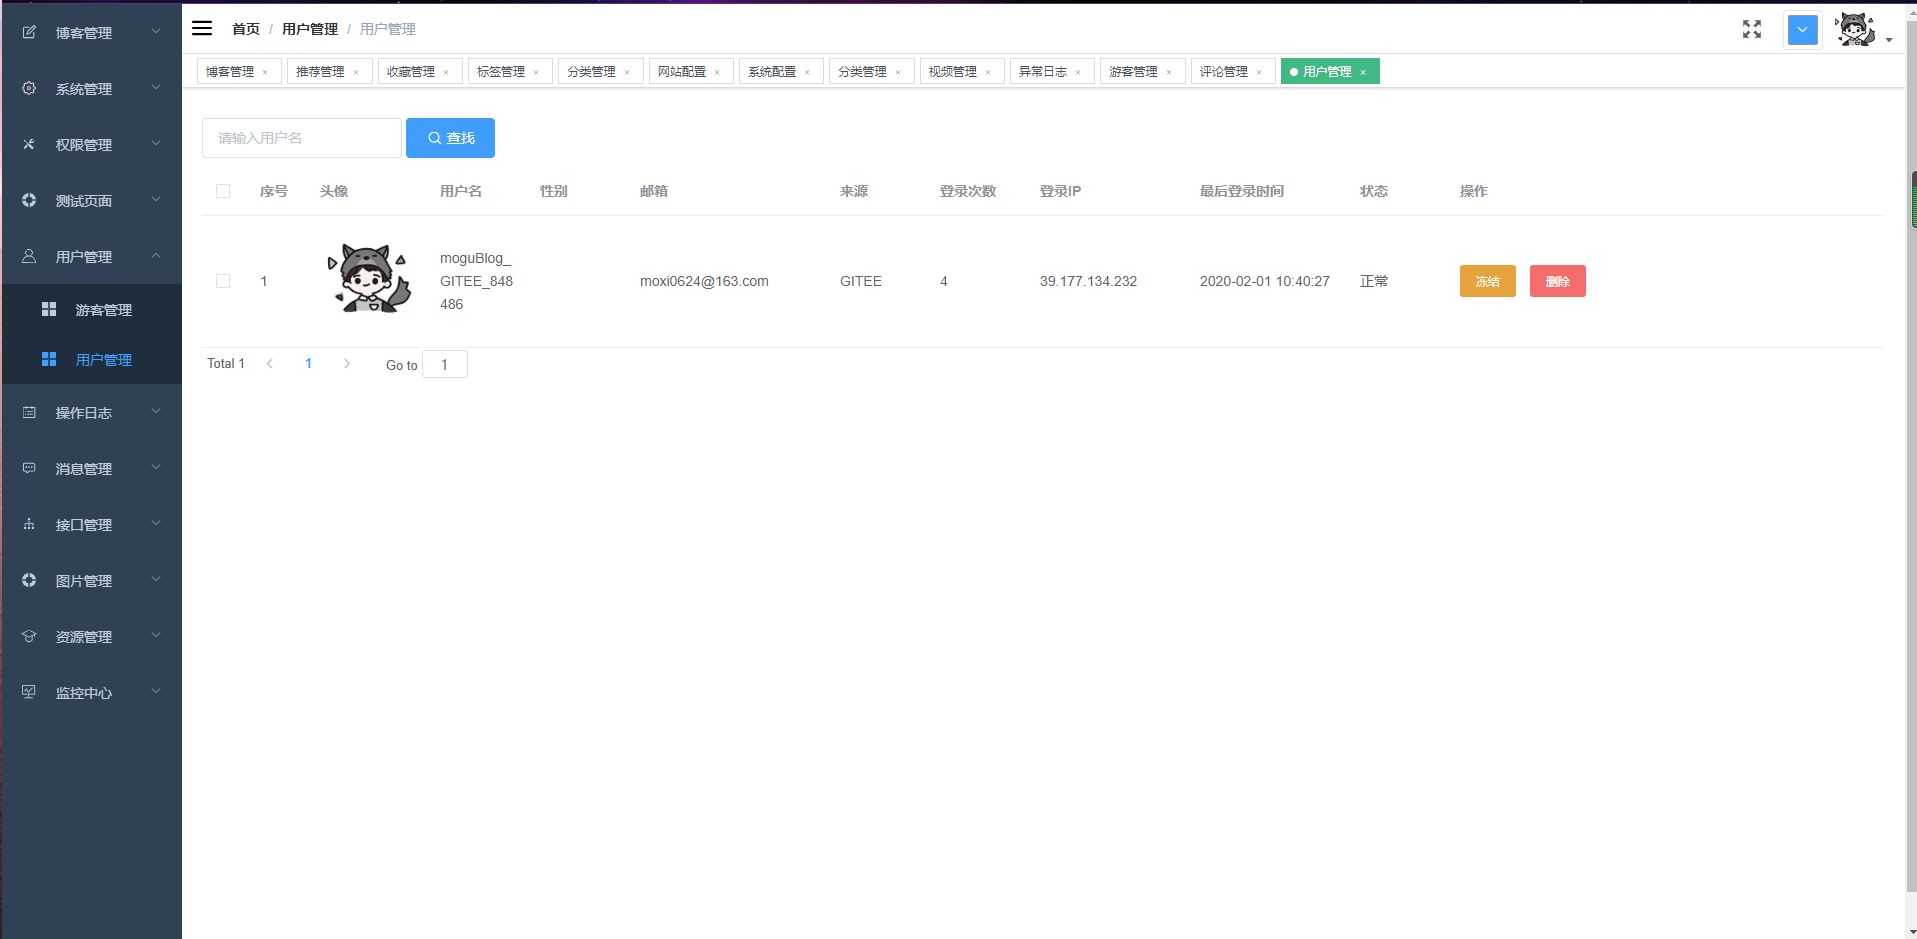 博客管理
系统管理
权限管理
测试页面
用户管理
游客管理
用户管理
操作日志
消息管理
接口管理
图片管理
资源管理
监控中心
首页 / 用户管理 / 用户管理
博客管理 × 推荐管理 × 收藏管理 × 标签管理 × 分类管理 × 网站配置 × 系统配置 × 分类管理 × 视频管理 × 异常日志 × 游客管理 × 评论管理 × 用户管理 ×
请输入用户名 查找
序号 头像 用户名 性别 邮箱 来源 登录次数 登录IP 最后登录时间 状态 操作
moguBlog_
1 GITEE_848 moxi0624@163.com GITEE 4 39.177.134.232 2020-02-01 10:40:27 正常 冻结 删除
486
Total 1 1 Go to 1